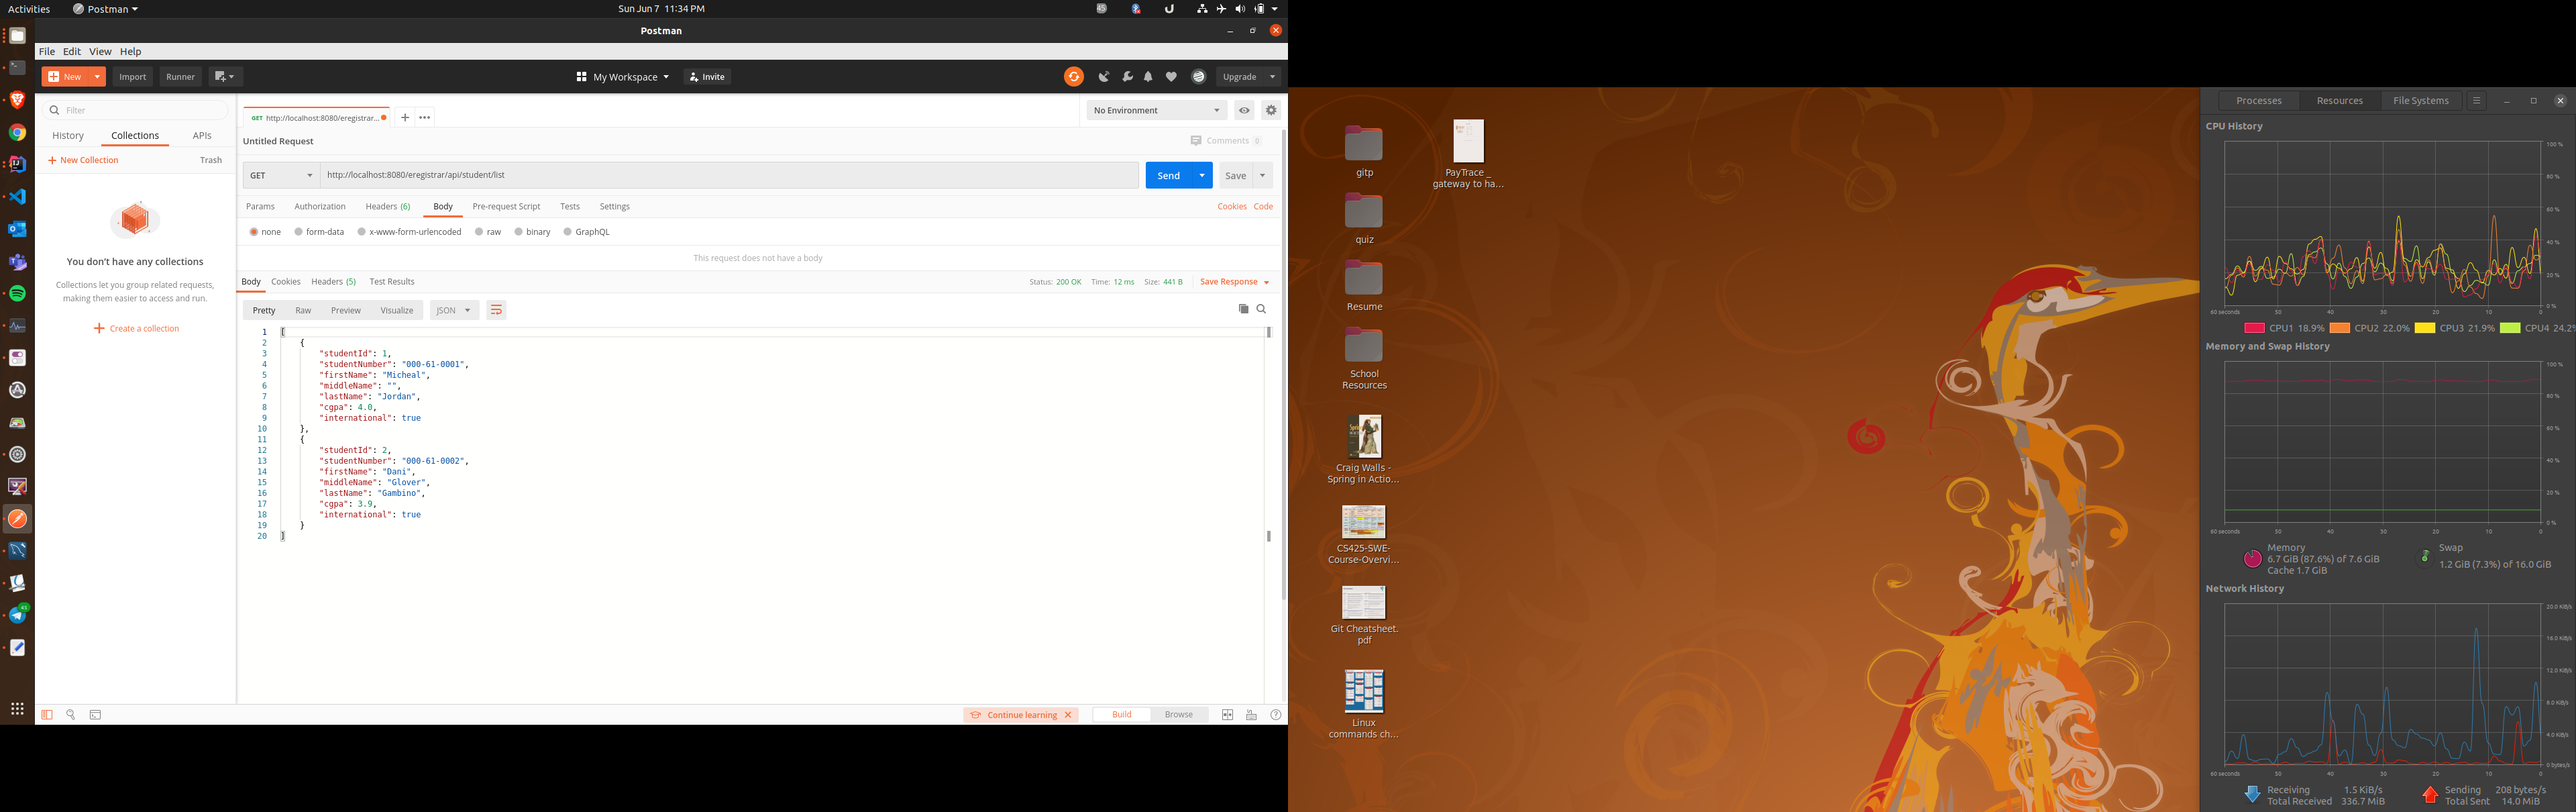 Activities
Postman
Sun Jun 7 11:34 PM
Postman
File Edit View Help
New
Import
Runner
My Workspace
Invite
Upgrade
Filter
History Collections APIs
+ New Collection
Trash
You don't have any collections
Collections let you group related requests,
making them easier to access and run.
+ Create a collection
GET http://localhost:8080/eregistrar...
No Environment
Untitled Request
Comments 0
GET
http://localhost:8080/eregistrar/api/student/list
Send
Save
Params Authorization Headers (6) Body Pre-request Script Tests Settings
Cookies Code
none form-data x-www-form-urlencoded raw binary GraphQL
This request does not have a body
Body Cookies Headers (5) Test Results
Status: 200 OK Time: 12 ms Size: 441 B Save Response
Pretty Raw Preview Visualize JSON
1 [
2 {
3 "studentId": 1,
4 "studentNumber": "000-61-0001",
5 "firstName": "Micheal",
6 "middleName": "",
7 "lastName": "Jordan",
8 "cgpa": 4.0,
9 "international": true
10 },
11 {
12 "studentId": 2,
13 "studentNumber": "000-61-0002",
14 "firstName": "Dani",
15 "middleName": "Glover",
16 "lastName": "Gambino",
17 "cgpa": 3.9,
18 "international": true
19 }
20 ]
Continue learning
Build Browse
gitp
PayTrace _
gateway to ha...
quiz
Resume
School
Resources
Craig Walls -
Spring in Actio...
CS425-SWE-
Course-Overvi...
Git Cheatsheet.
pdf
Linux
commands ch...
Processes Resources File Systems
CPU History
100 %
80 %
60 %
40 %
20 %
0 %
60 seconds 50 40 30 20 10 0
CPU1 18.9% CPU2 22.0% CPU3 21.9% CPU4 24.2%
Memory and Swap History
100 %
80 %
60 %
40 %
20 %
0 %
60 seconds 50 40 30 20 10 0
Memory
6.7 GiB (87.6%) of 7.6 GiB
Cache 1.7 GiB
Swap
1.2 GiB (7.3%) of 16.0 GiB
Network History
20.0 KiB/s
16.0 KiB/s
12.0 KiB/s
8.0 KiB/s
4.0 KiB/s
0 bytes/s
60 seconds 50 40 30 20 10 0
Receiving 1.5 KiB/s
Total Received 336.7 MiB
Sending 208 bytes/s
Total Sent 14.0 MiB